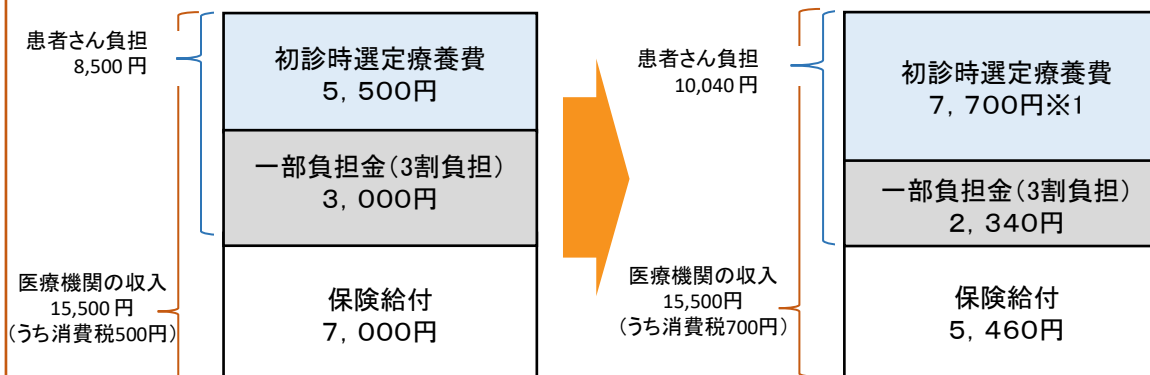 患者さん負担
8,500 円
初診時選定療養費
5, 500円
一部負担金(3割負担)
3, 000円
医療機関の収入
15,500 円
(うち消費税500円)
保険給付
7, 000円
患者さん負担
10,040 円
初診時選定療養費
7, 700円※1
一部負担金(3割負担)
2, 340円
医療機関の収入
15,500円
(うち消費税700円)
保険給付
5, 460円